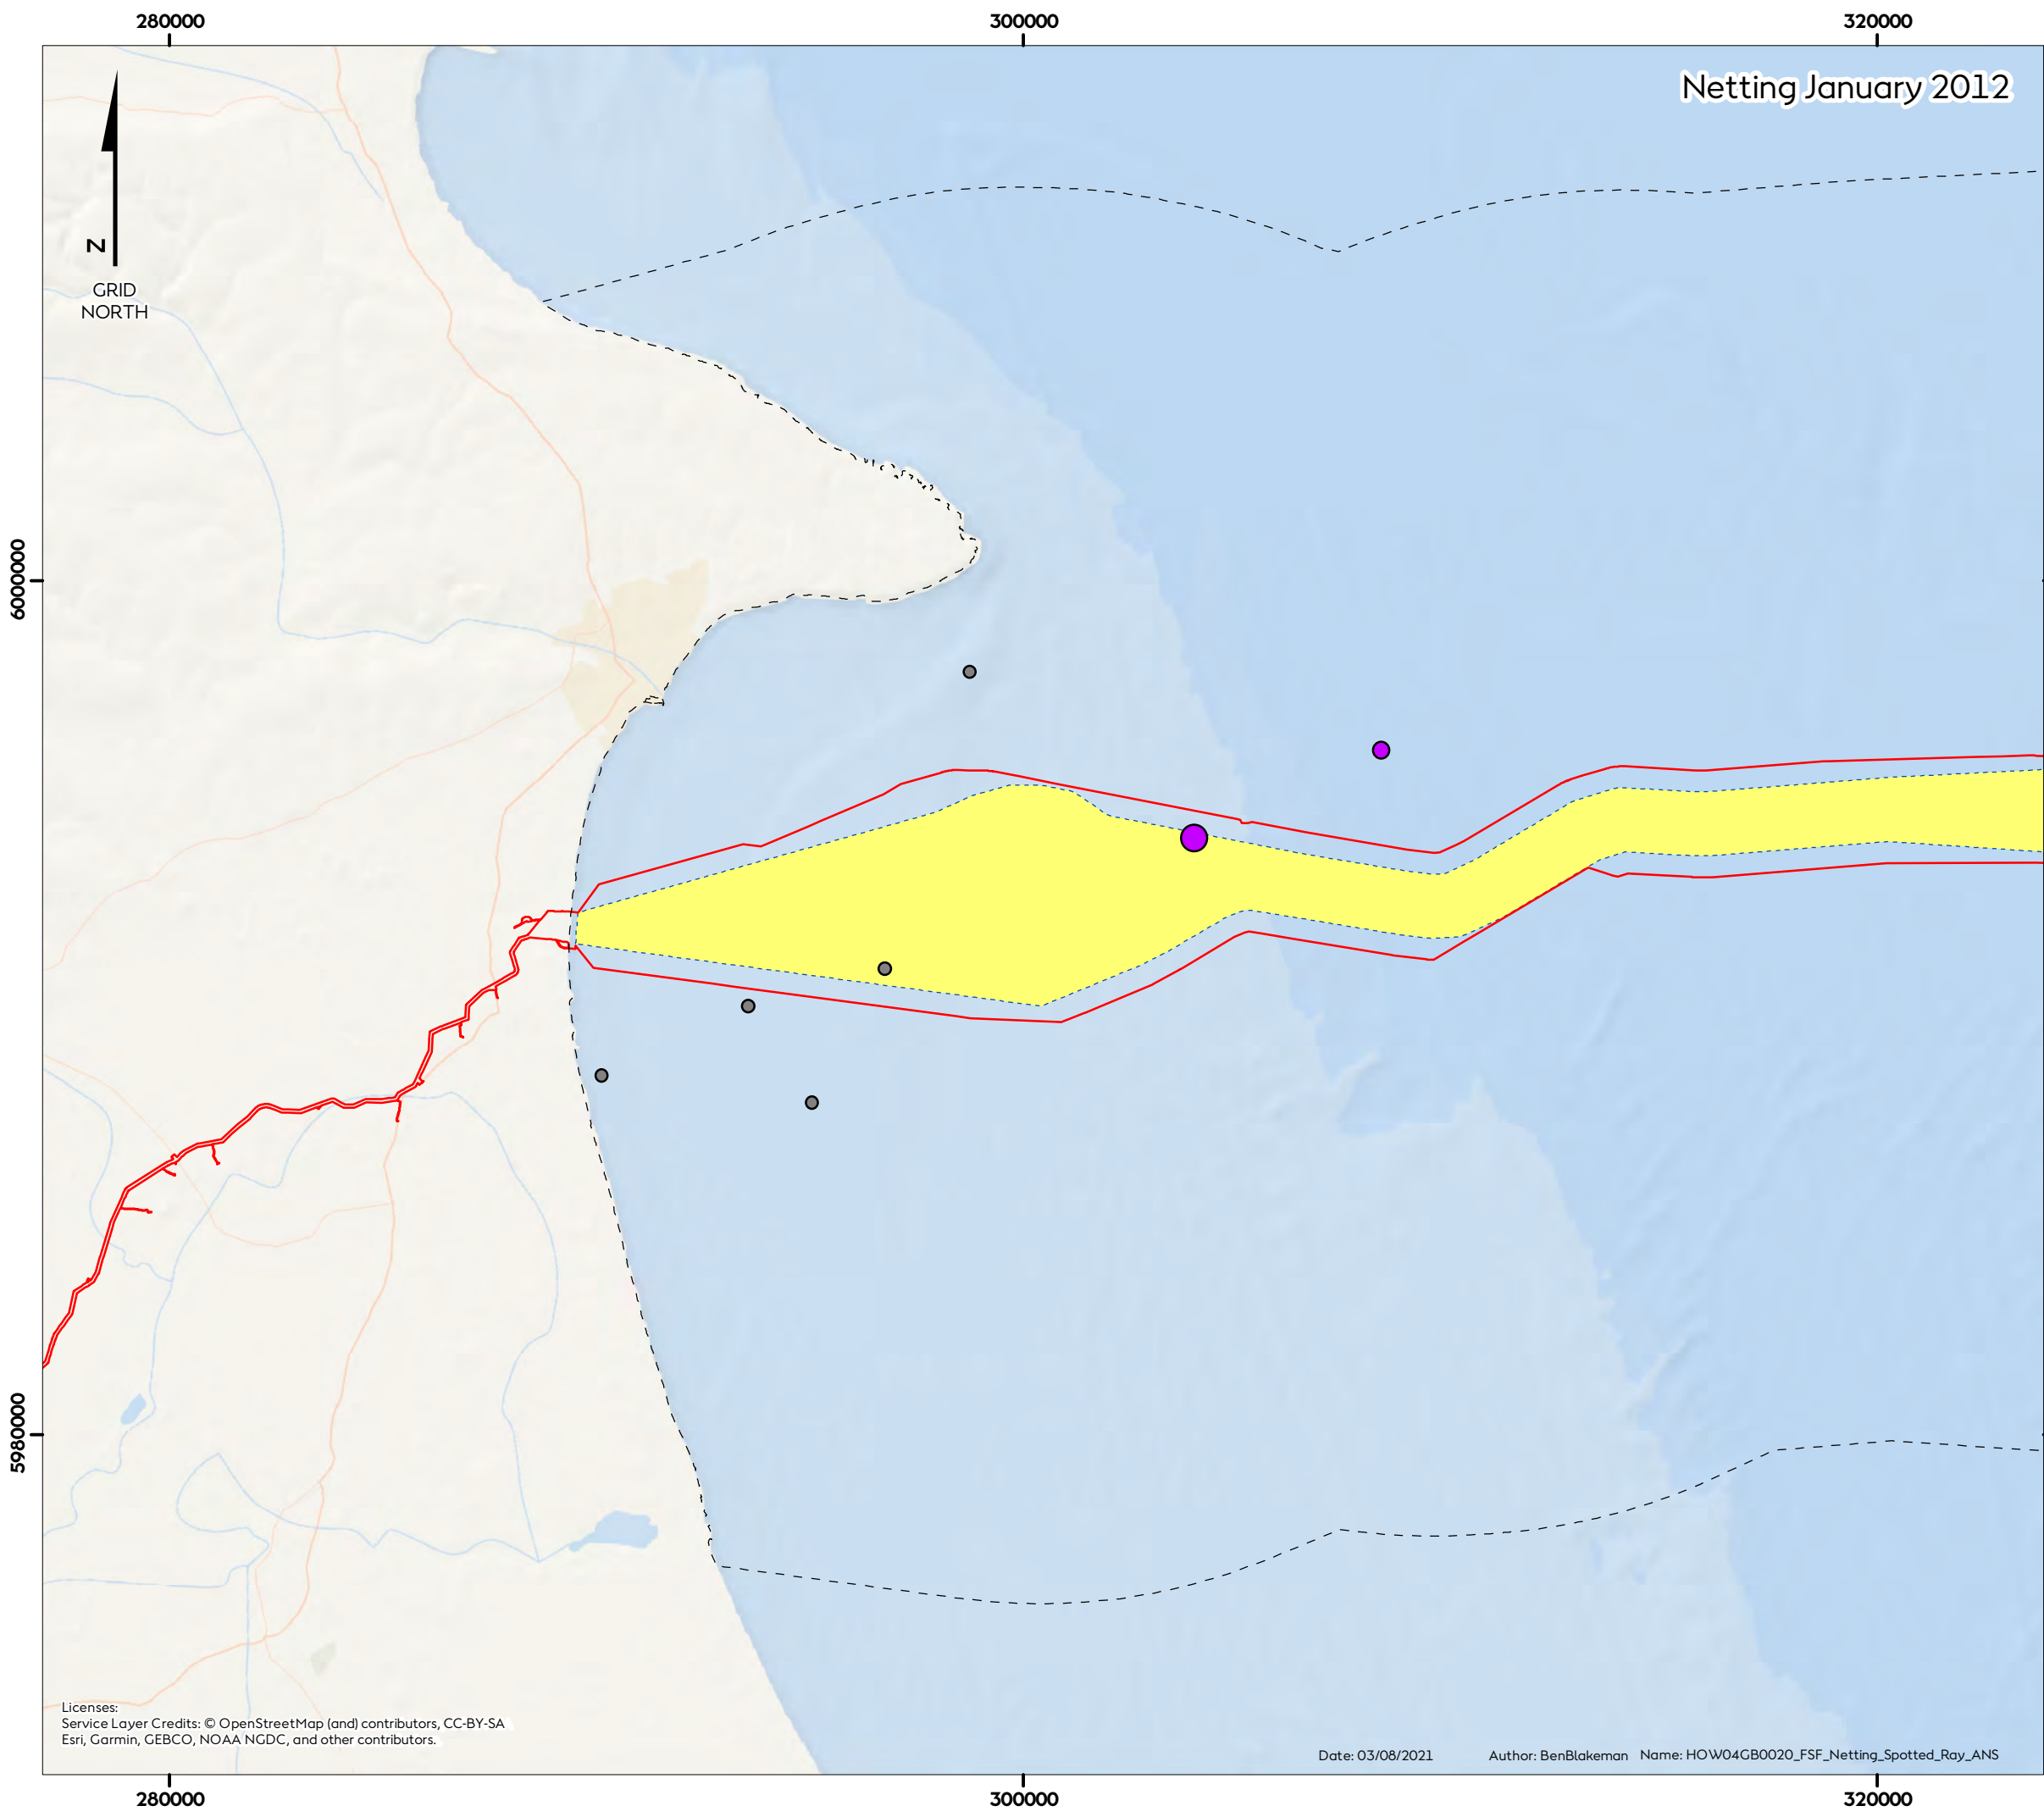 280000 300000 320000
Netting January 2012
N
GRID
NORTH
6000000
5980000
Licenses:
Service Layer Credits: © OpenStreetMap (and) contributors, CC-BY-SA
Esri, Garmin, GEBCO, NOAA NGDC, and other contributors.
Date: 03/08/2021 Author: BenBlakeman Name: HOW04GB0020_FSF_Netting_Spotted_Ray_ANS
280000 300000 320000